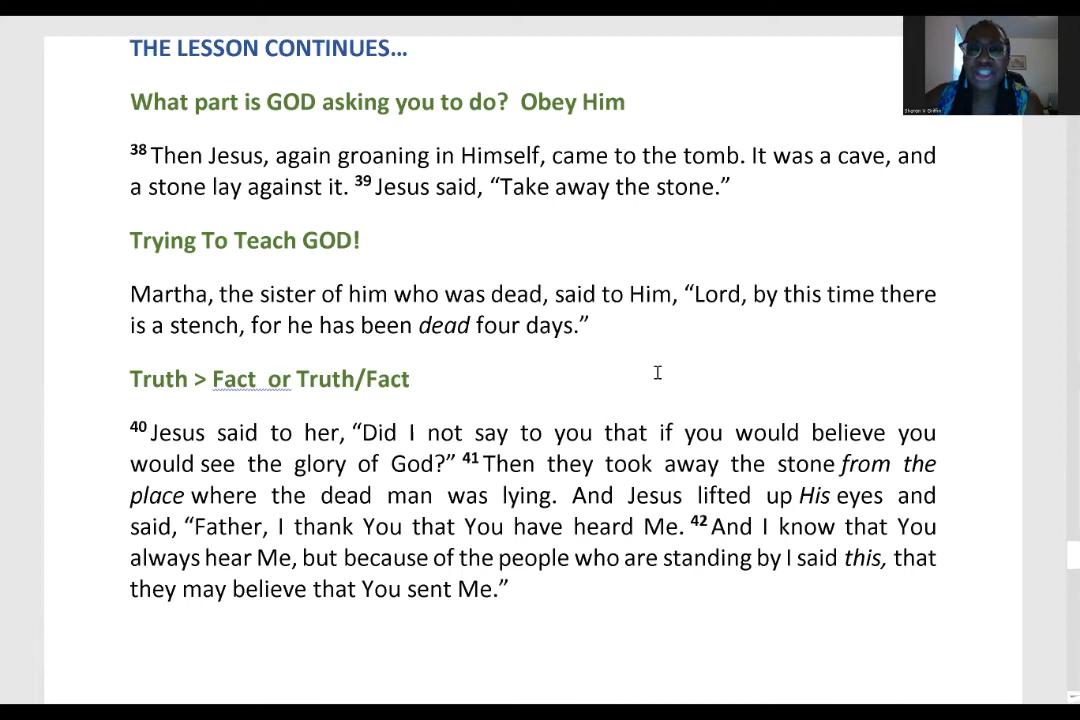 THE LESSON CONTINUES...
What part is GOD asking you to do?  Obey Him
38 Then Jesus, again groaning in Himself, came to the tomb. It was a cave, and
a stone lay against it. 39 Jesus said, “Take away the stone.”
Trying To Teach GOD!
Martha, the sister of him who was dead, said to Him, “Lord, by this time there
is a stench, for he has been dead four days.”
Truth > Fact  or Truth/Fact
40 Jesus said to her, “Did I not say to you that if you would believe you
would see the glory of God?” 41 Then they took away the stone from the
place where the dead man was lying. And Jesus lifted up His eyes and
said, “Father, I thank You that You have heard Me. 42 And I know that You
always hear Me, but because of the people who are standing by I said this, that
they may believe that You sent Me.”
Sharon V Griffin